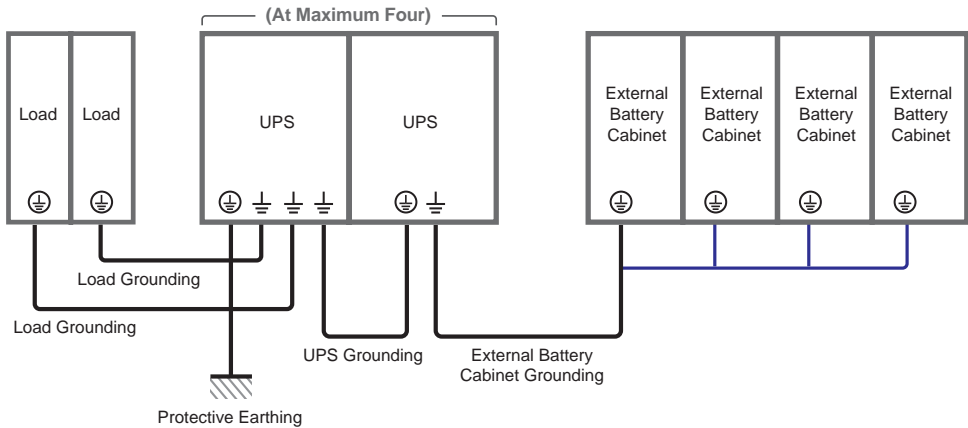 (At Maximum Four)
Load
Load
UPS
UPS
External
Battery
Cabinet
External
Battery
Cabinet
External
Battery
Cabinet
External
Battery
Cabinet
Load Grounding
Load Grounding
UPS Grounding
External Battery
Cabinet Grounding
Protective Earthing